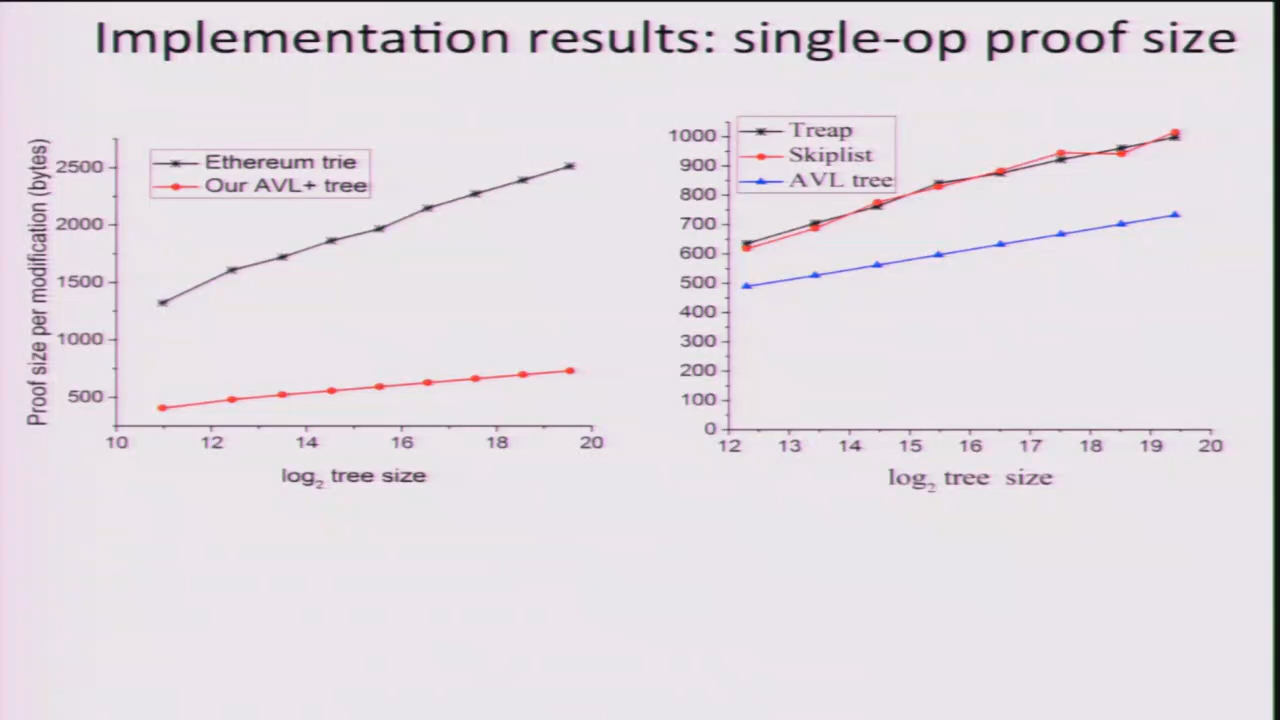 Implementation results: single-op proof size
Proof size per modification (bytes)
2500
2000
1500
1000
500
10 12 14 16 18 20
log2 tree size
Ethereum trie
Our AVL+ tree
1000
900
800
700
600
500
400
300
200
100
0
12 13 14 15 16 17 18 19 20
log2 tree size
Treap
Skiplist
AVL tree